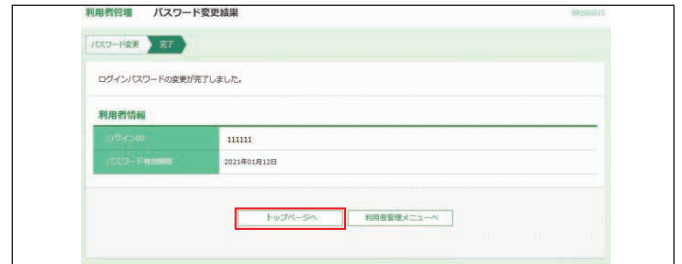 利用者管理 パスワード変更結果
パスワード変更 完了
ログインパスワードの変更が完了しました。
利用者情報
ログインID 111111
パスワード有効期限 2021年01月12日
トップページへ 利用者管理メニューへ